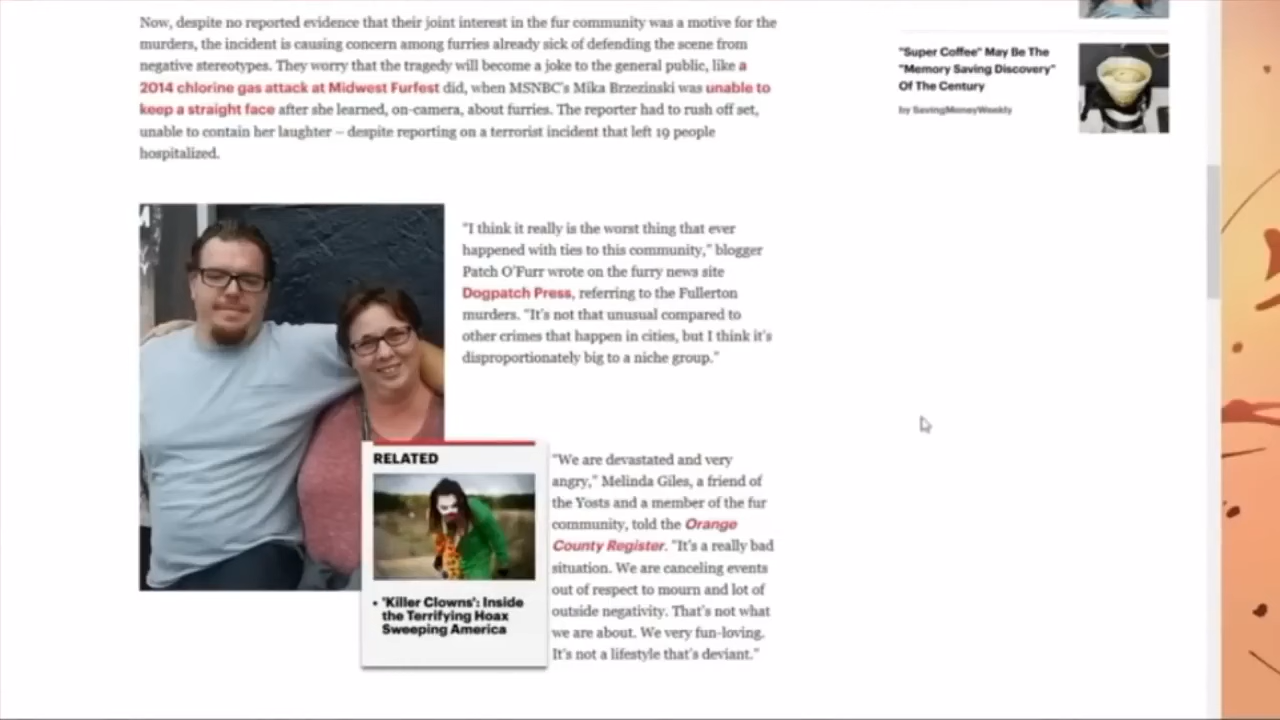 Now, despite no reported evidence that their joint interest in the fur community was a motive for the
murders, the incident is causing concern among furries already sick of defending the scene from
negative stereotypes. They worry that the tragedy will become a joke to the general public, like a
2014 chlorine gas attack at Midwest Furfest did, when MSNBC's Mika Brzezinski was unable to
keep a straight face after she learned, on-camera, about furries. The reporter had to rush off set,
unable to contain her laughter – despite reporting on a terrorist incident that left 19 people
hospitalized.
"I think it really is the worst thing that ever
happened with ties to this community," blogger
Patch O'Furr wrote on the furry news site
Dogpatch Press, referring to the Fullerton
murders. "It's not that unusual compared to
other crimes that happen in cities, but I think it's
disproportionately big to a niche group."
"We are devastated and very
angry," Melinda Giles, a friend of
the Yosts and a member of the fur
community, told the Orange
County Register. "It's a really bad
situation. We are canceling events
out of respect to mourn and lot of
outside negativity. That's not what
we are about. We very fun-loving.
It's not a lifestyle that's deviant."
RELATED
• 'Killer Clowns': Inside
the Terrifying Hoax
Sweeping America
"Super Coffee" May Be The
"Memory Saving Discovery"
Of The Century
by SavingMoneyWeekly